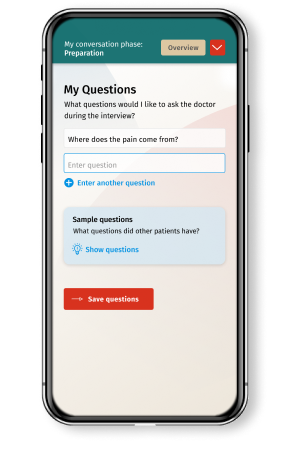 My conversation phase:
Preparation
Overview
My Questions
What questions would I like to ask the doctor
during the interview?
Where does the pain come from?
Enter question
Enter another question
Sample questions
What questions did other patients have?
Show questions
Save questions